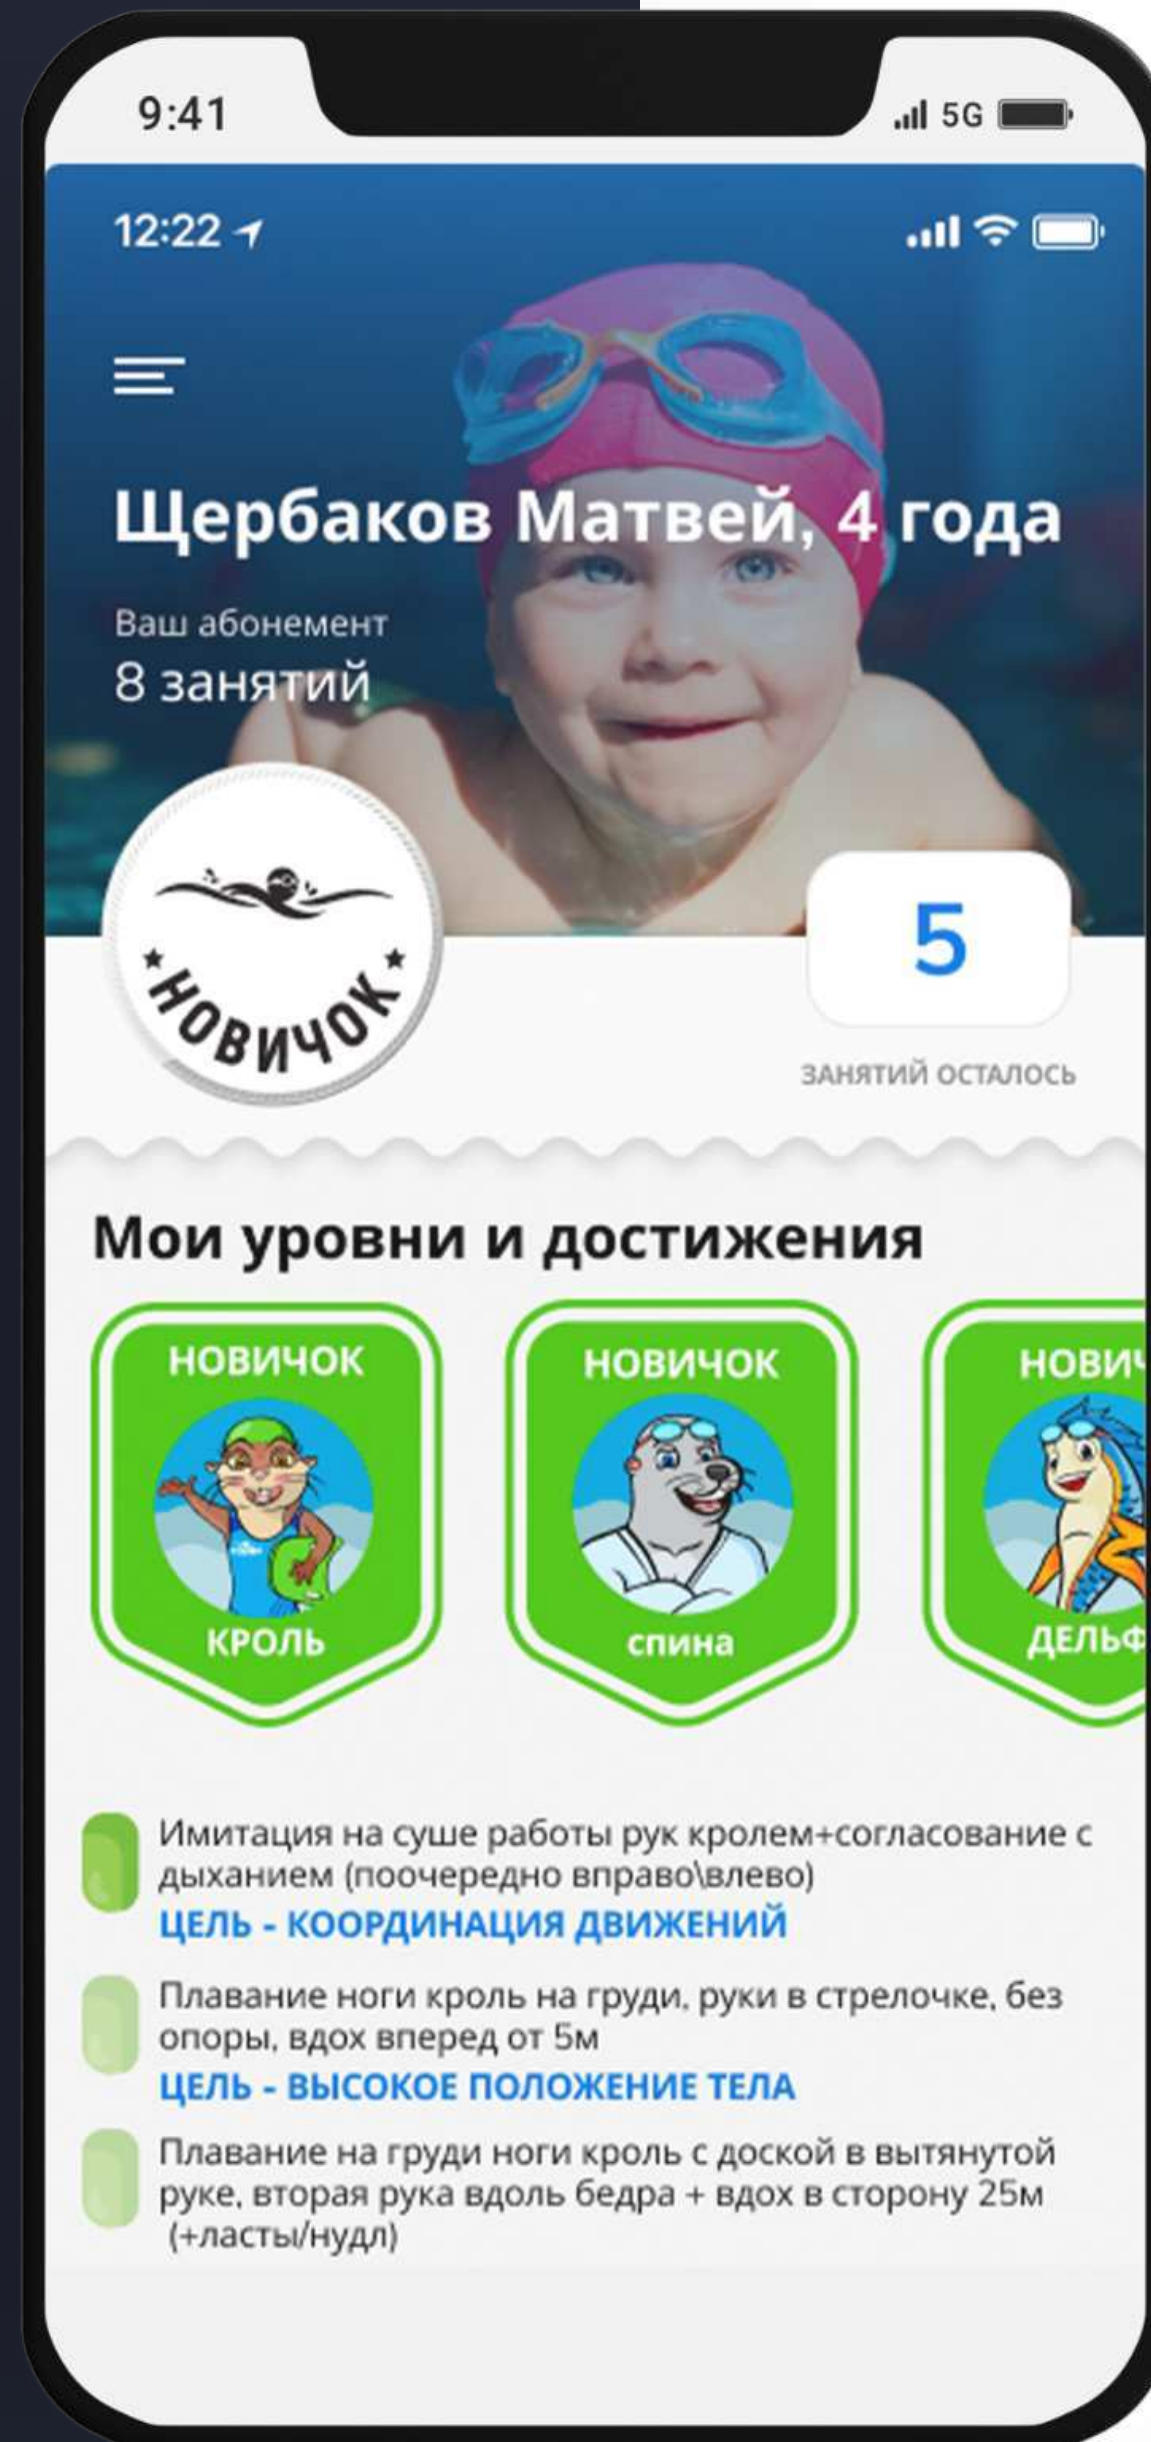 9:41
5G
12:22
Щербаков Матвей, 4 года
Ваш абонемент
8 занятий
НОВИЧОК
5
ЗАНЯТИЙ ОСТАЛОСЬ
Мои уровни и достижения
НОВИЧОК
НОВИЧОК
НОВИЧ
КРОЛЬ
спина
ДЕЛЬФ
Имитация на суше работы рук кролем+согласование с
дыханием (поочередно вправо\влево)
ЦЕЛЬ - КООРДИНАЦИЯ ДВИЖЕНИЙ
Плавание ноги кроль на груди, руки в стрелочке, без
опоры, вдох вперед от 5м
ЦЕЛЬ - ВЫСОКОЕ ПОЛОЖЕНИЕ ТЕЛА
Плавание на груди ноги кроль с доской в вытянутой
руке, вторая рука вдоль бедра + вдох в сторону 25м
(+ласты/нудл)